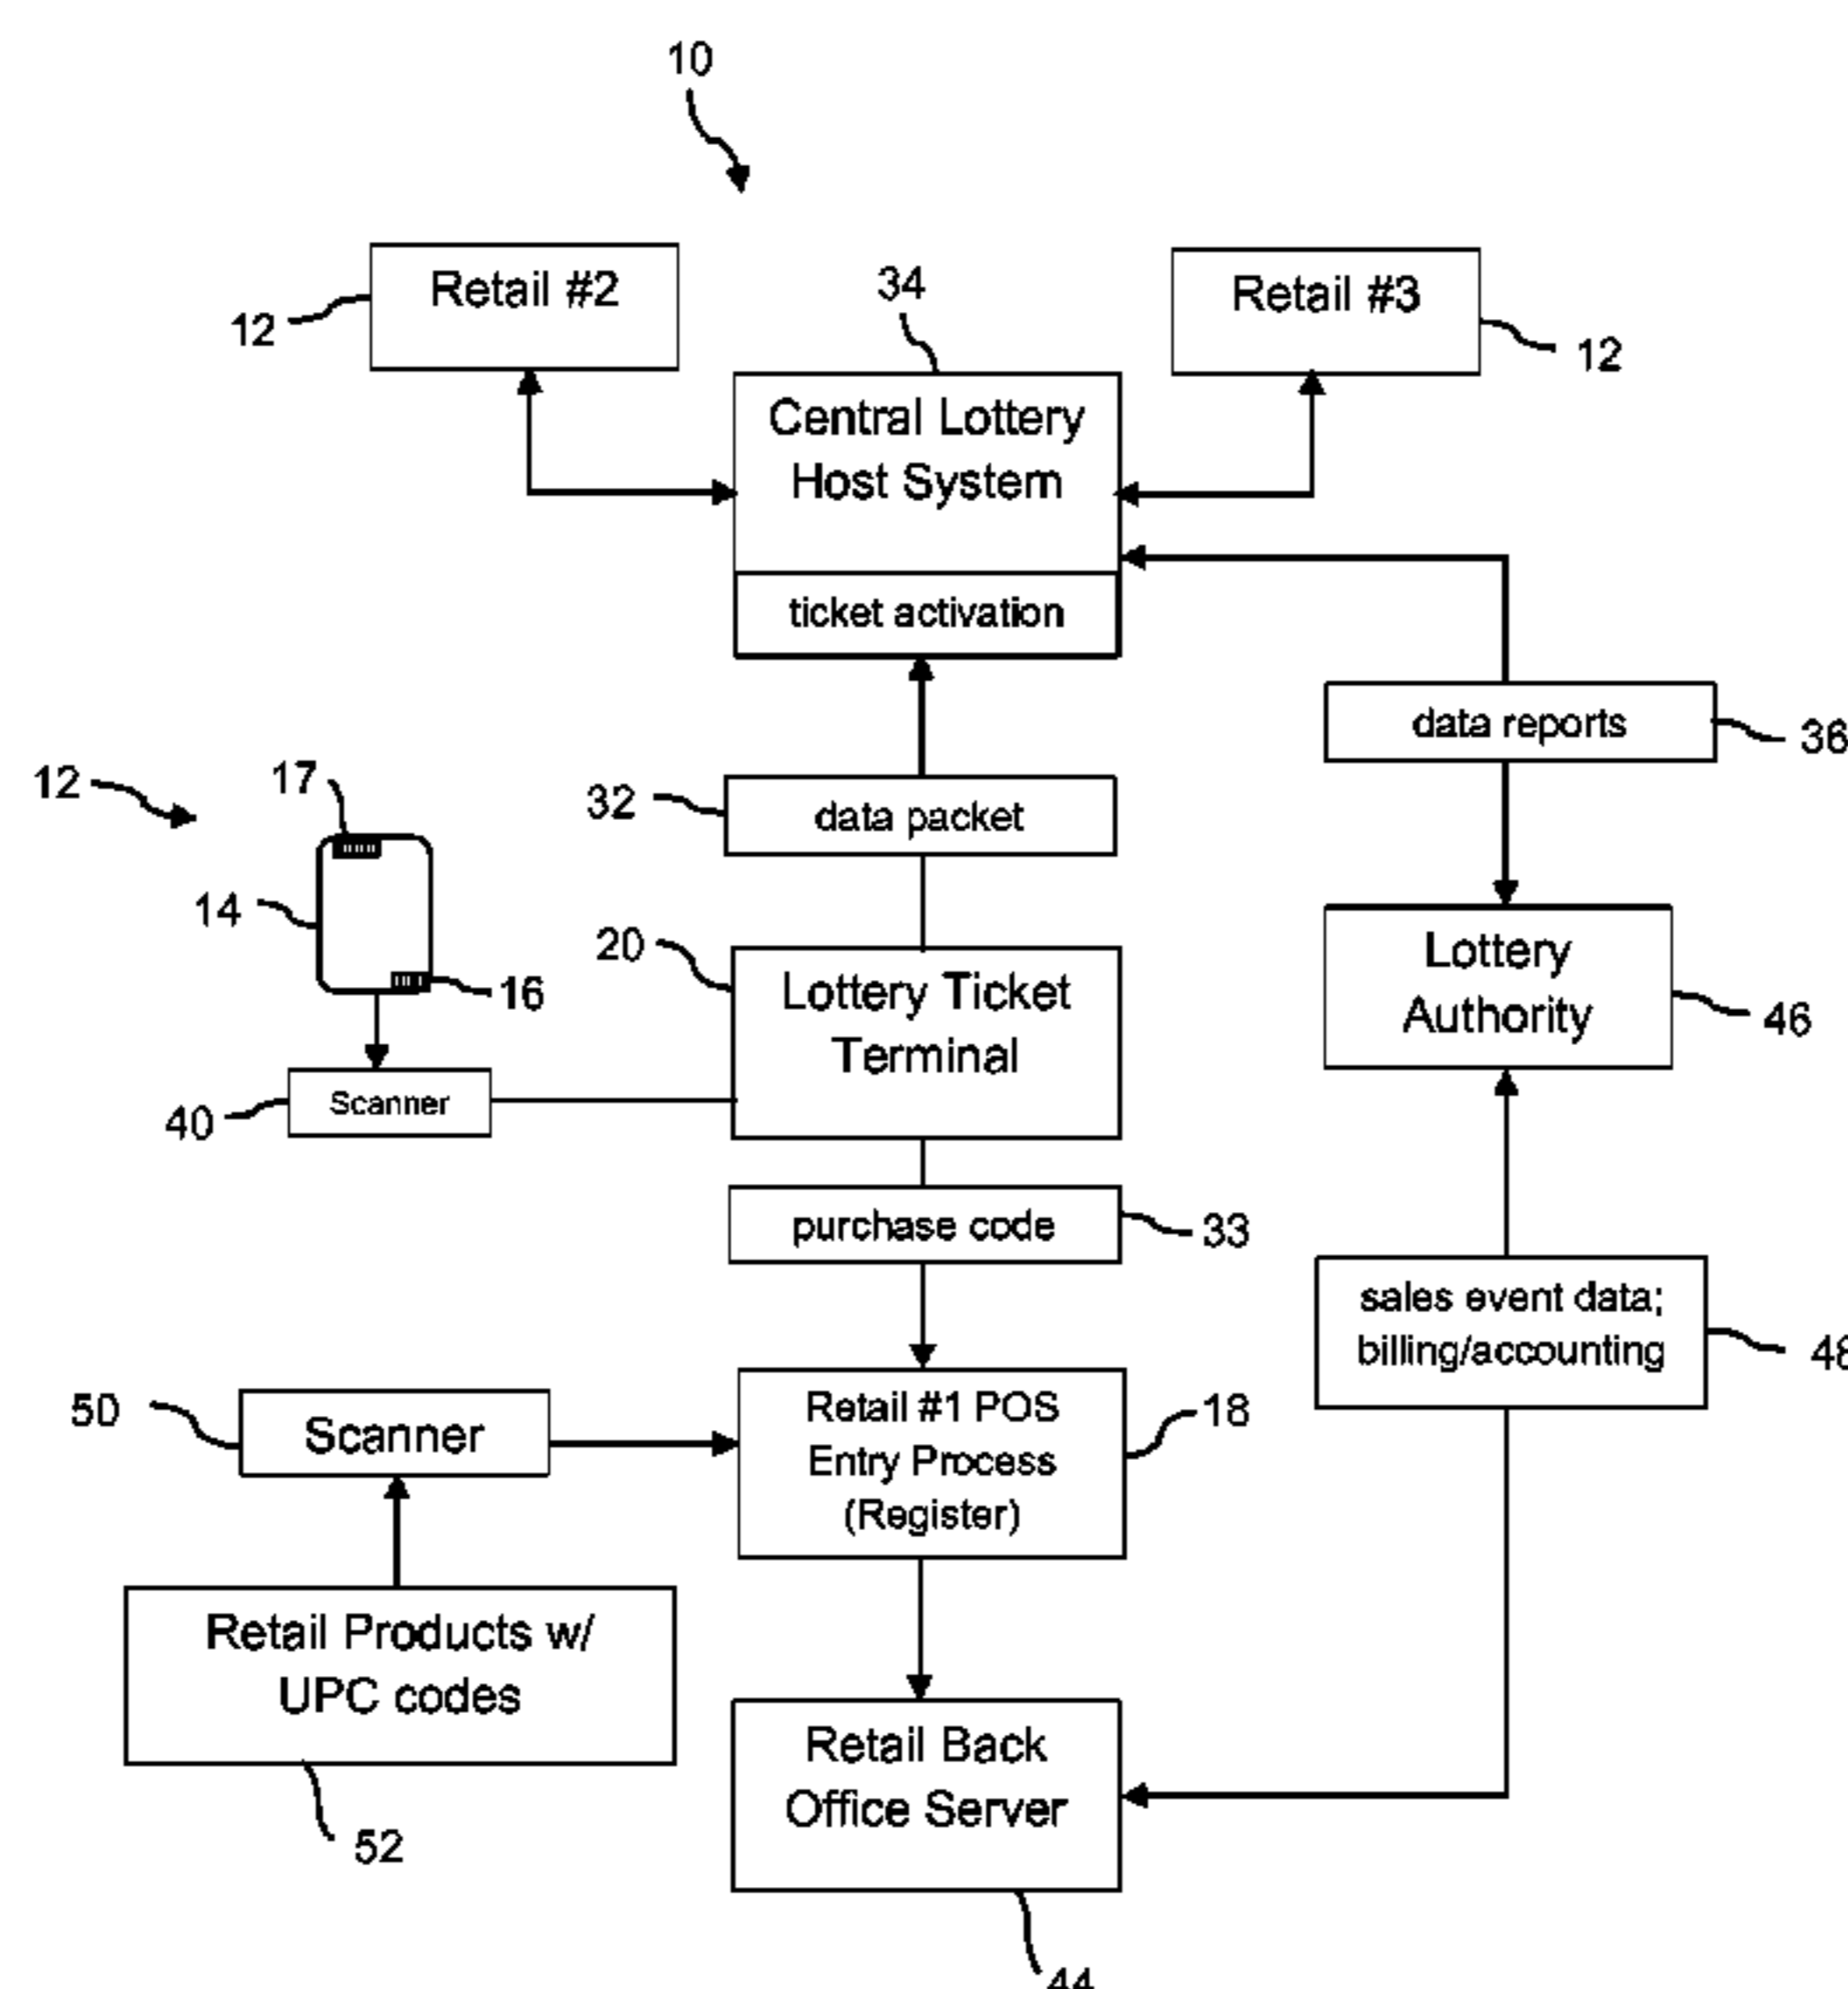 10
Retail #2
12
34
Retail #3
12
Central Lottery
Host System
ticket activation
data reports
36
12
17
32
data packet
14
16
20
Lottery Ticket
Terminal
Lottery
Authority
46
40
Scanner
purchase code
33
sales event data;
billing/accounting
48
50
Scanner
Retail #1 POS
Entry Process
(Register)
18
Retail Products w/
UPC codes
52
Retail Back
Office Server
44